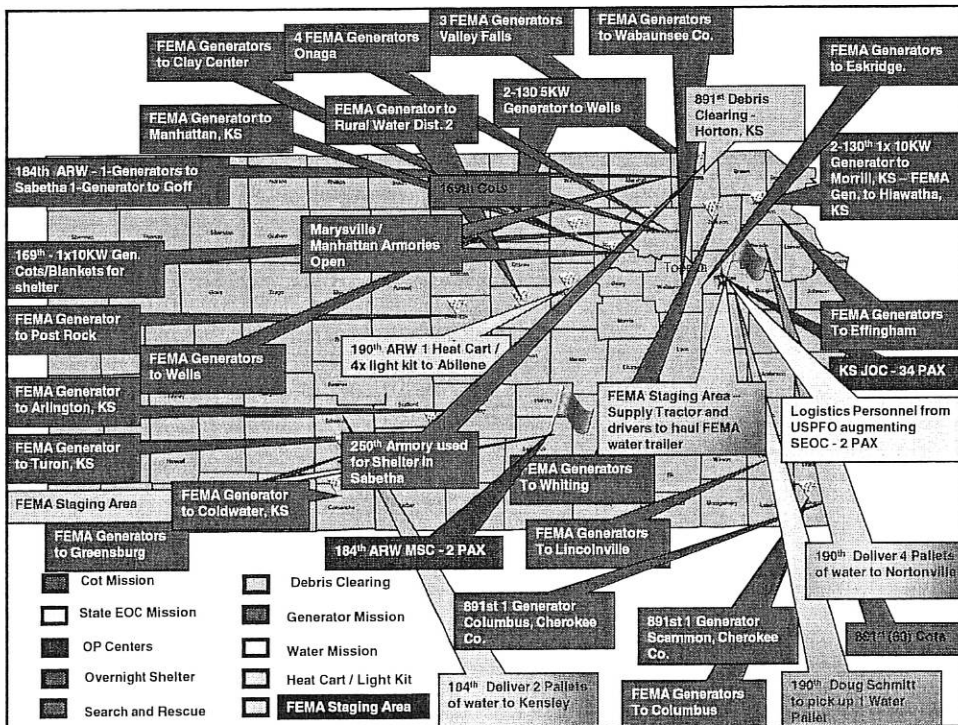 FEMA Generators
to Clay Center
4 FEMA Generators
Onaga
3 FEMA Generators
Valley Falls
FEMA Generators
to Wabaunsee Co.
FEMA Generators
to Eskridge.
FEMA Generator to
Manhattan, KS
FEMA Generator to
Rural Water Dist. 2
2-130 5KW
Generator to Wells
891st Debris
Clearing -
Horton, KS
2-130th 1x 10KW
Generator to
Morrill, KS – FEMA
Gen. to Hiawatha,
KS
184th ARW - 1-Generators to
Sabetha 1-Generator to Goff
169th Cots
Marysville /
Manhattan Armories
Open
169th - 1x10KW Gen.
Cots/Blankets for
shelter
FEMA Generator
to Post Rock
FEMA Generators
to Wells
190th ARW 1 Heat Cart /
4x light kit to Abilene
FEMA Generators
To Effingham
KS JOC - 34 PAX
FEMA Generator
to Arlington, KS
FEMA Staging Area –
Supply Tractor and
drivers to haul FEMA
water trailer
Logistics Personnel from
USPFO augmenting
SEOC - 2 PAX
FEMA Generator
to Turon, KS
250th Armory used
for Shelter in
Sabetha
EMA Generators
To Whiting
FEMA Staging Area
FEMA Generator
to Coldwater, KS
FEMA Generators
to Greensburg
184th ARW MSC - 2 PAX
FEMA Generators
To Lincolnville
190th Deliver 4 Pallets
of water to Nortonville
891st 1 Generator
Columbus, Cherokee
Co.
891st 1 Generator
Scammon, Cherokee
Co.
891st (60) Cots
184th Deliver 2 Pallets
of water to Kensley
FEMA Generators
To Columbus
190th Doug Schmitt
to pick up 1 Water
Trailer
Cot Mission
State EOC Mission
OP Centers
Overnight Shelter
Search and Rescue
Debris Clearing
Generator Mission
Water Mission
Heat Cart / Light Kit
FEMA Staging Area